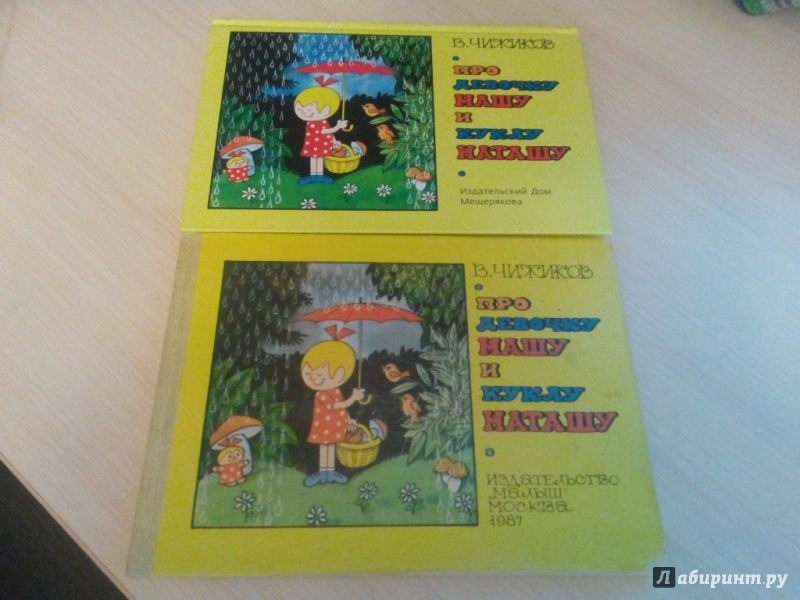 В. ЧИЖИКОВ
ПРО
ДЕВОЧКУ
МАШУ
И
КУКЛУ
НАТАШУ
Издательский Дом
Мещерякова
В. ЧИЖИКОВ
ПРО
ДЕВОЧКУ
МАШУ
И
КУКЛУ
НАТАШУ
ИЗДАТЕЛЬСТВО
„МАЛЫШ"
МОСКВА
1987
Лабиринт.ру